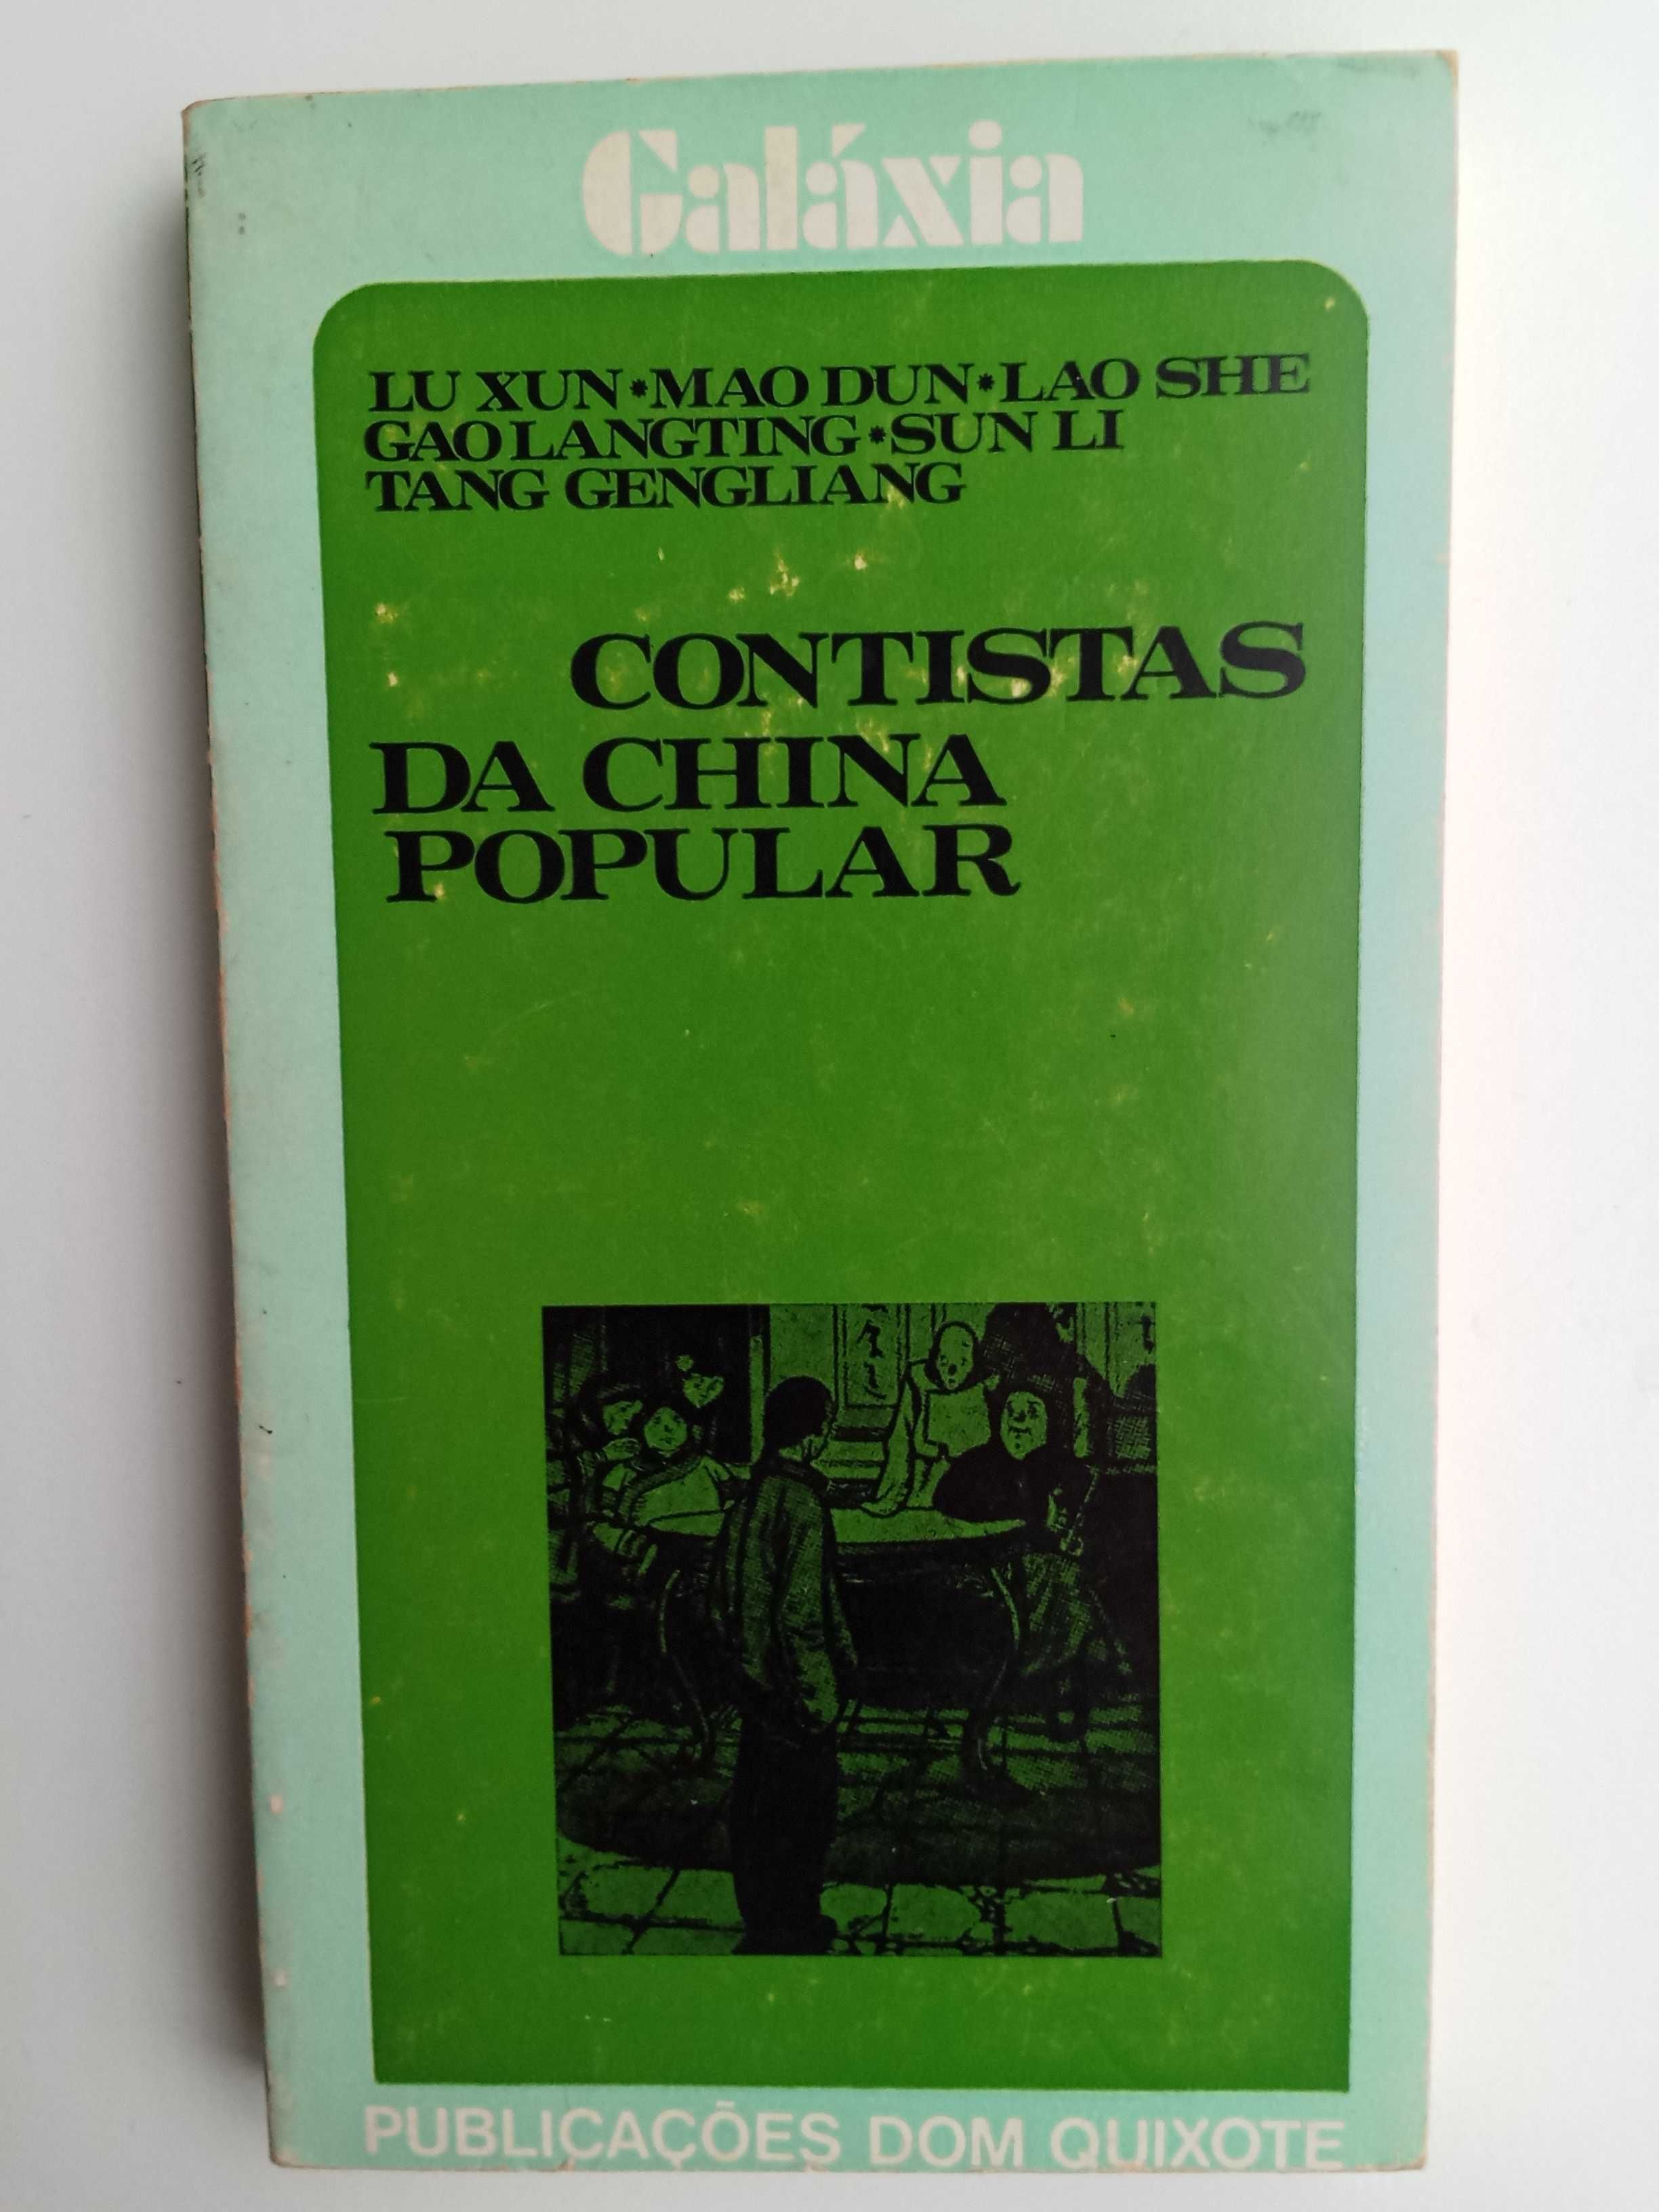 Galáxia
LU XUN*MAO DUN*LAO SHE
GAO LANGTING*SUN LI
TANG GENGLIANG
CONTISTAS
DA CHINA
POPULAR
PUBLICAÇÕES DOM QUIXOTE